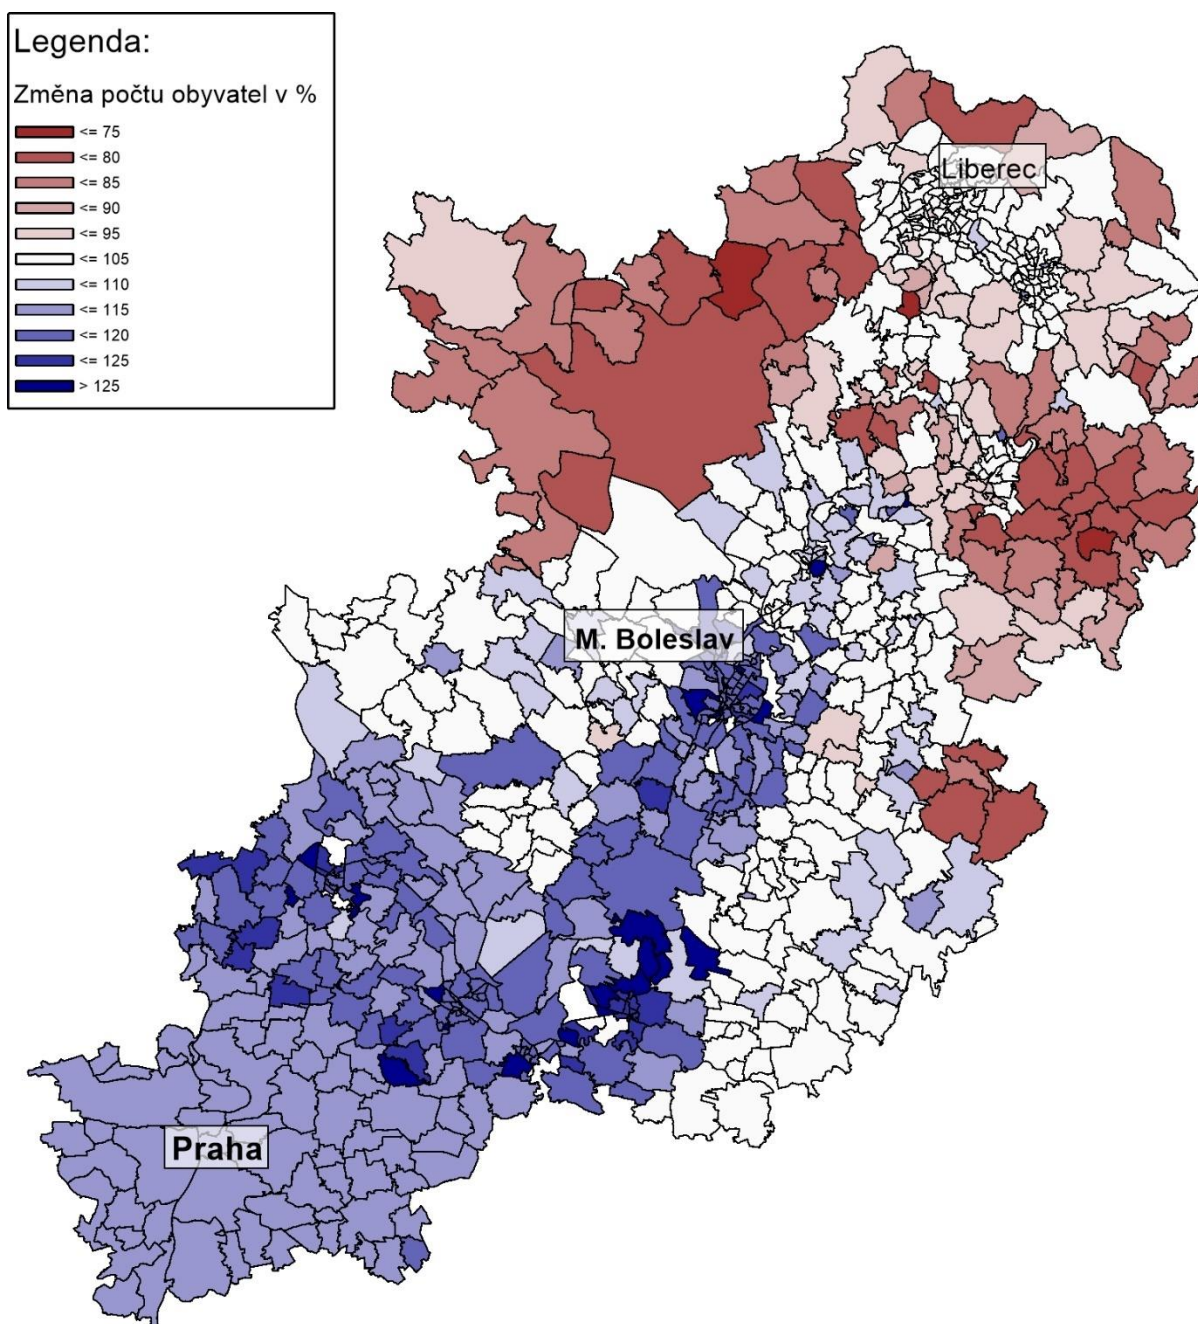 Legenda:
Změna počtu obyvatel v %
<= 75
<= 80
<= 85
<= 90
<= 95
<= 105
<= 110
<= 115
<= 120
<= 125
> 125
Liberec
M. Boleslav
Praha